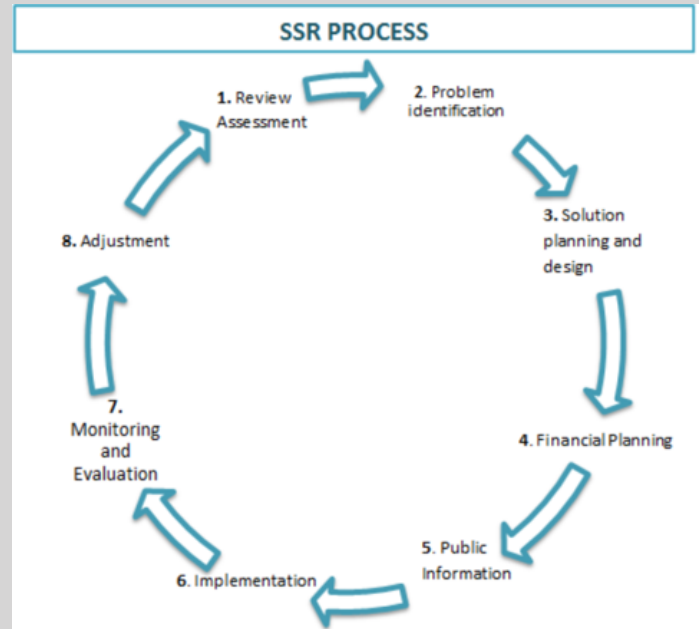 SSR PROCESS
1. Review
Assessment
2. Problem
identification
3. Solution
planning and
design
4. Financial Planning
5. Public
Information
6. Implementation
7.
Monitoring
and
Evaluation
8. Adjustment